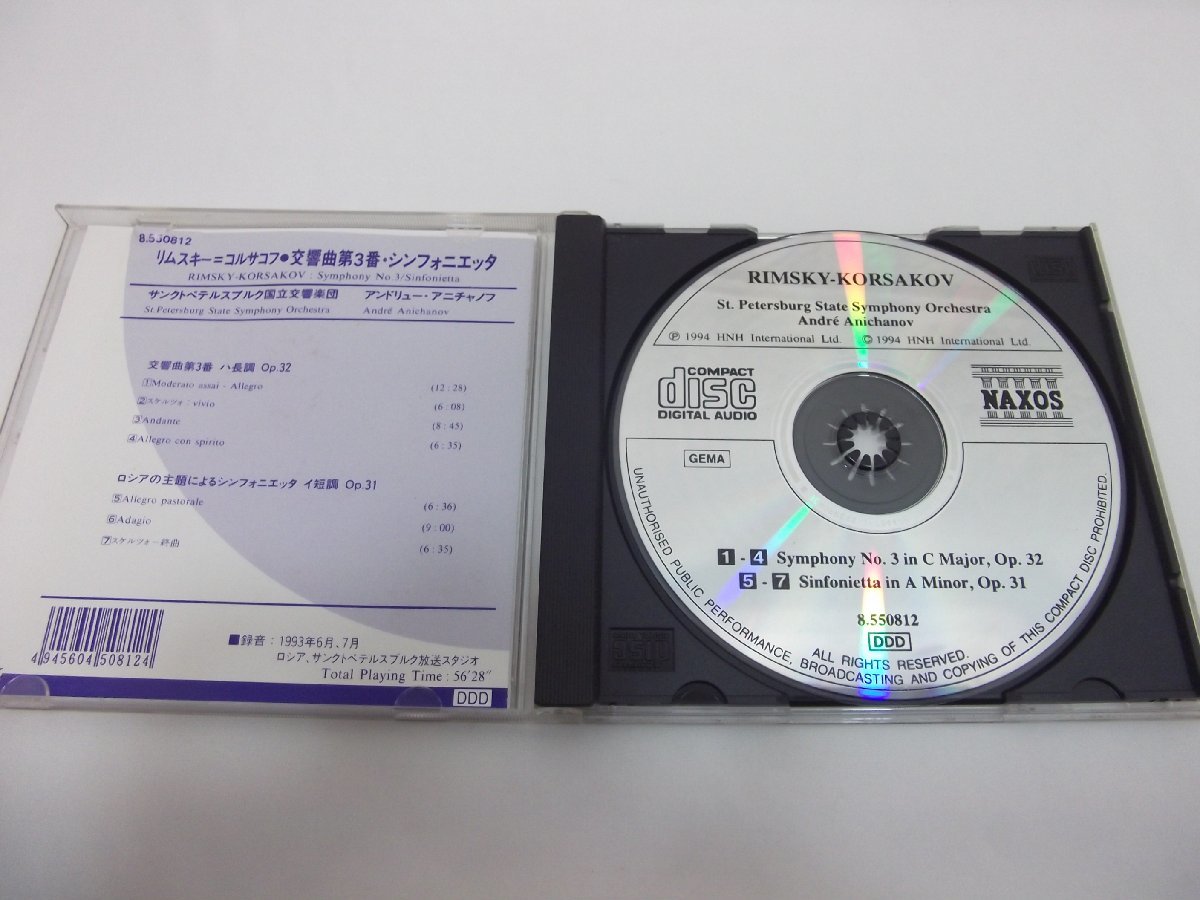 8.550812
リムスキー=コルサコフ●交響曲第3番・シンフォニエッタ
RIMSKY-KORSAKOV : Symphony No.3/Sinfonietta
サンクトペテルスブルク国立交響楽団 アンドリュー・アニチャノフ
St.Petersburg State Symphony Orchestra André Anichanov
交響曲第3番 ハ長調 Op.32
1 Moderato assai - Allegro (12:28)
2 スケルツォ：vivio (6:08)
3 Andante (8:45)
4 Allegro con spirito (6:35)
ロシアの主題によるシンフォニエッタ イ短調 Op.31
5 Allegro pastorale (6:36)
6 Adagio (9:00)
7 スケルツォー終曲 (6:35)
4945604508124
■録音：1993年6月、7月
ロシア、サンクトペテルスブルク放送スタジオ
Total Playing Time : 56'28"
DDD
RIMSKY-KORSAKOV
St. Petersburg State Symphony Orchestra
André Anichanov
℗ 1994 HNH International Ltd. © 1994 HNH International Ltd.
COMPACT
disc
DIGITAL AUDIO
NAXOS
GEMA
1 - 4 Symphony No. 3 in C Major, Op. 32
5 - 7 Sinfonietta in A Minor, Op. 31
8.550812
DDD
ALL RIGHTS RESERVED.
UNAUTHORISED PUBLIC PERFORMANCE, BROADCASTING AND COPYING OF THIS COMPACT DISC PROHIBITED.